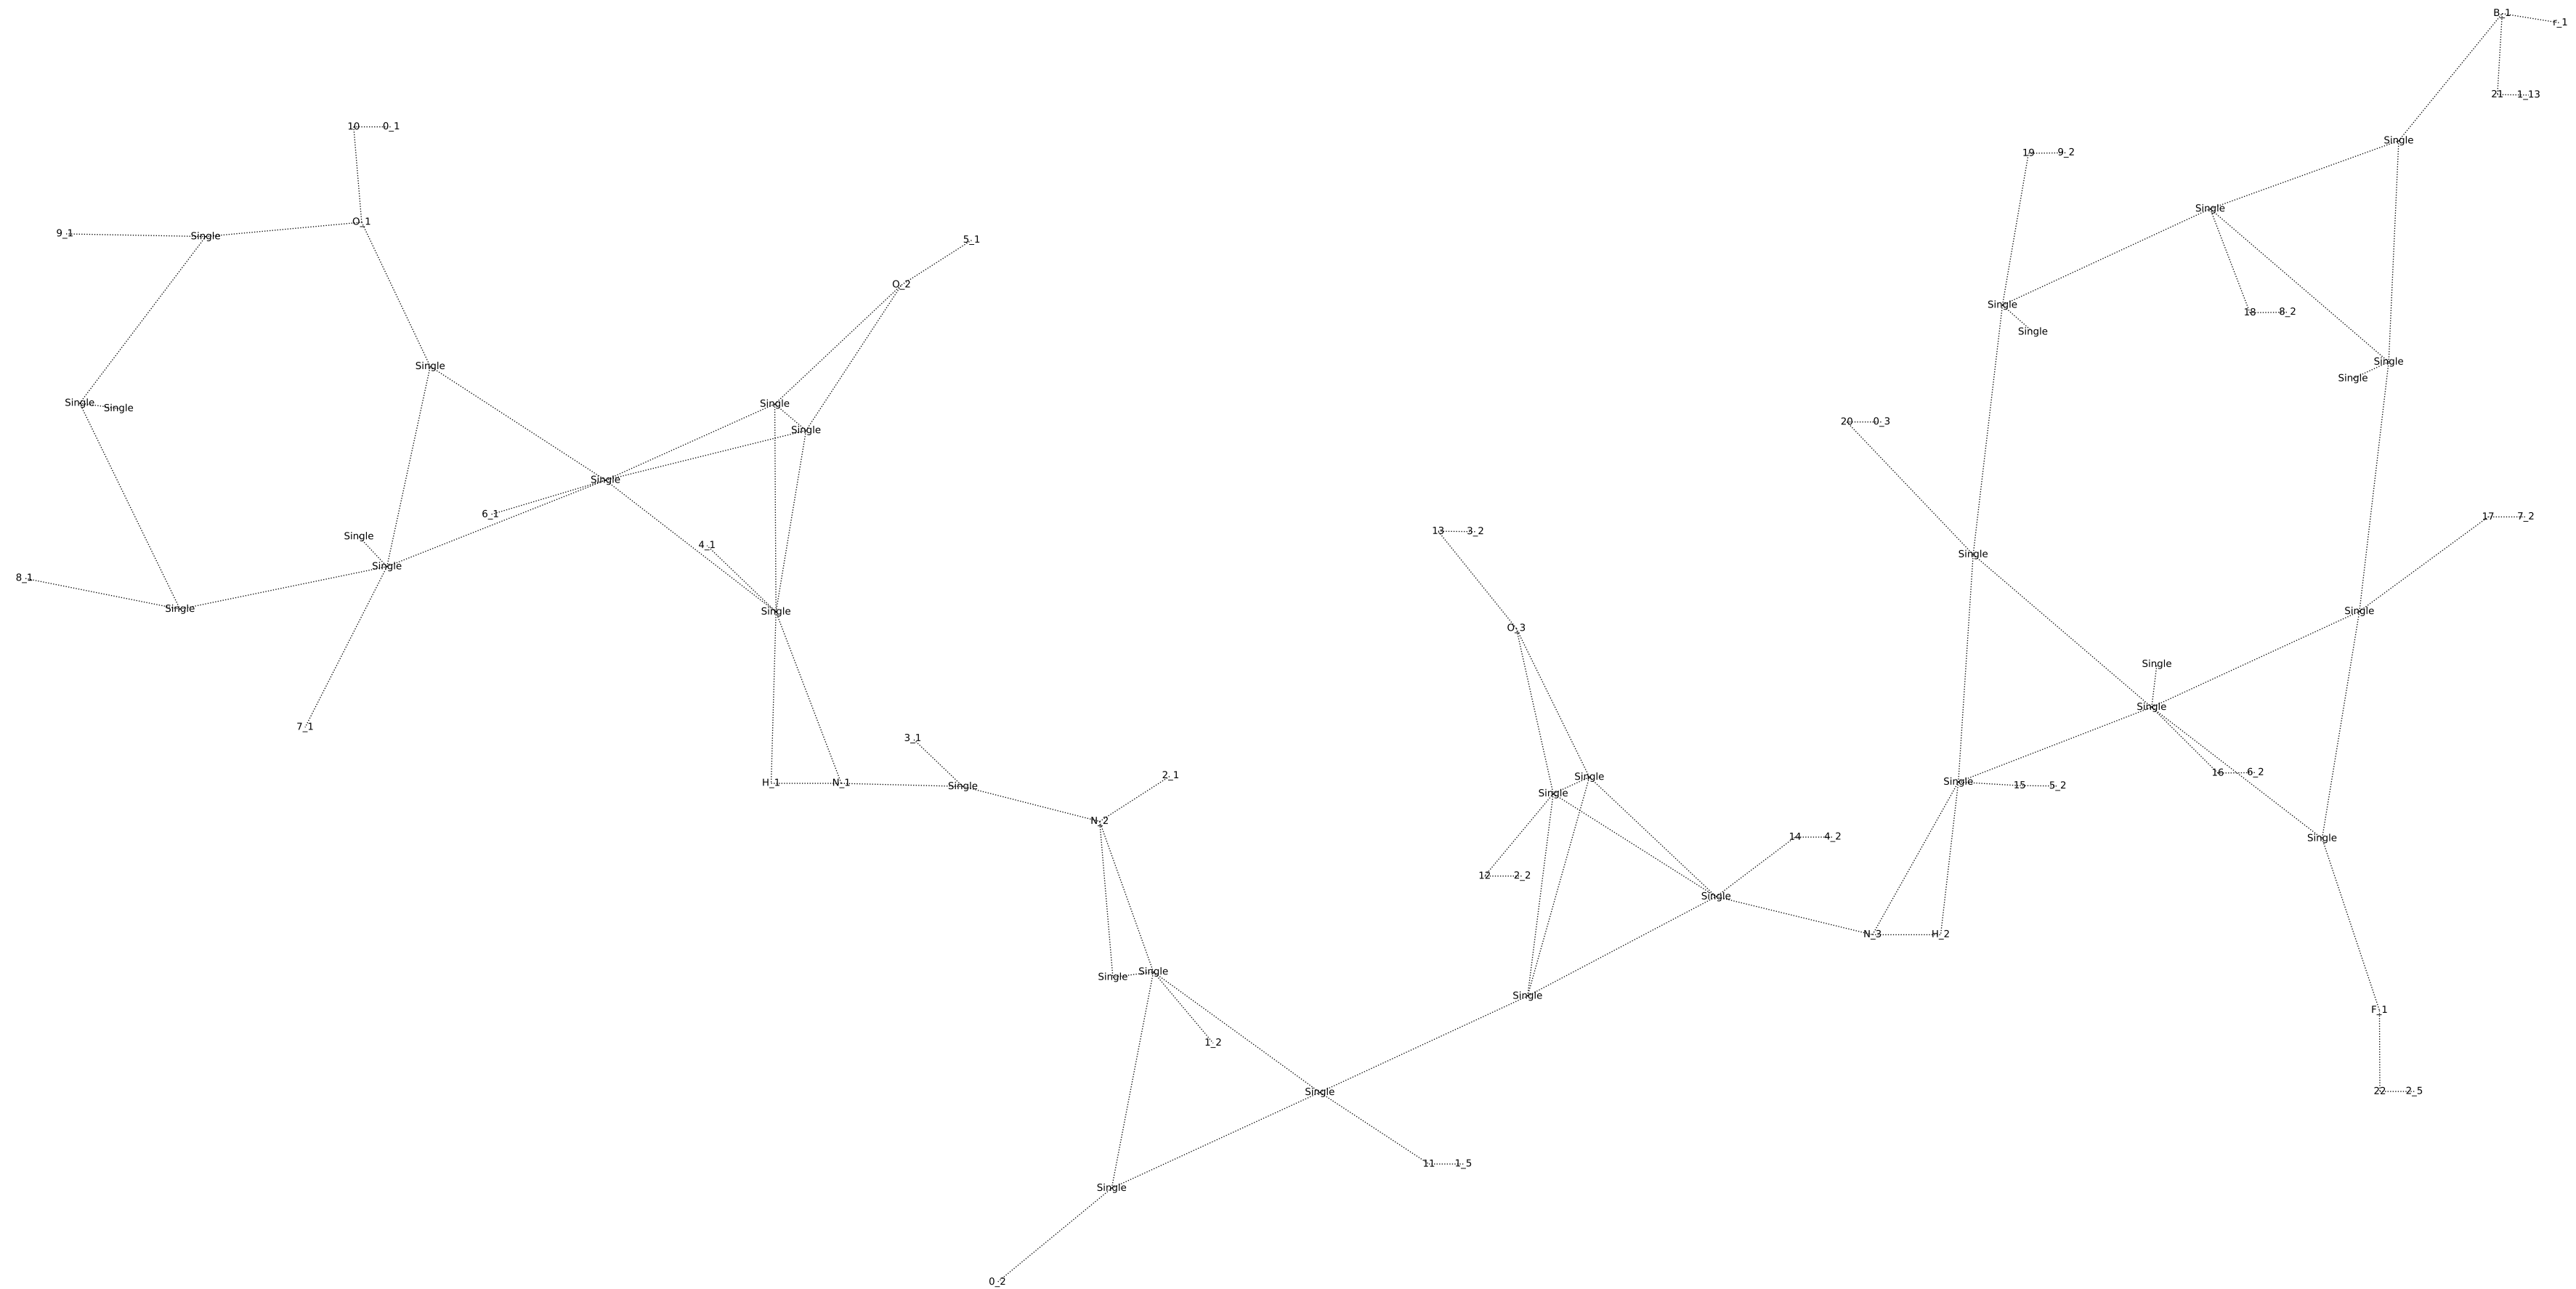 B_1
r_1
21 1_13
10 0_1
Single
19 9_2
Single
O_1
9_1
Single
5_1
O_2
Single
18 8_2
Single
Single
Single
Single
Single
Single
Single
Single
20 0_3
Single
Single
6_1
17 7_2
13 3_2
Single
4_1
Single
Single
8_1
Single
Single
Single
O_3
Single
Single
7_1
3_1
16 6_2
2_1
Single
Single
H_1
N_1
Single
15 5_2
Single
N_2
14 4_2
Single
12 2_2
Single
N_3
H_2
Single
Single
Single
F_1
1_2
Single
22 2_5
11 1_5
Single
0_2